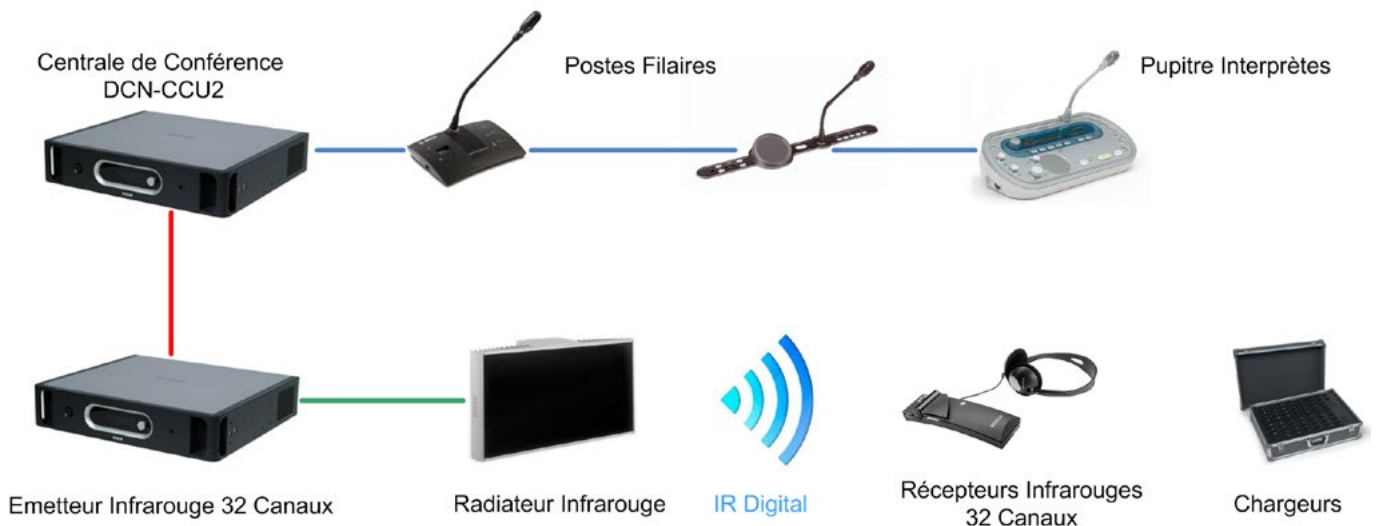 Centrale de Conférence
DCN-CCU2
Postes Filaires
Pupitre Interprètes
Emetteur Infrarouge 32 Canaux
Radiateur Infrarouge
IR Digital
Récepteurs Infrarouges
32 Canaux
Chargeurs